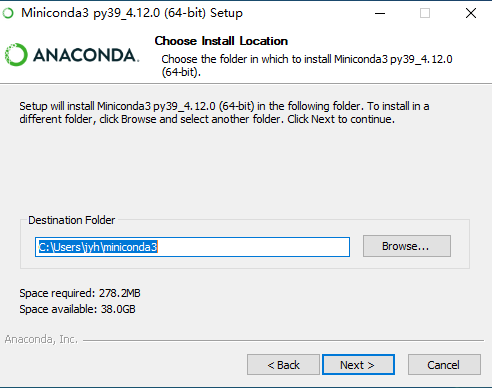 Miniconda3 py39_4.12.0 (64-bit) Setup
ANACONDA.
Choose Install Location
Choose the folder in which to install Miniconda3 py39_4.12.0
(64-bit).
Setup will install Miniconda3 py39_4.12.0 (64-bit) in the following folder. To install in a
different folder, click Browse and select another folder. Click Next to continue.
Destination Folder
C:\Users\jyh\miniconda3
Browse...
Space required: 278.2MB
Space available: 38.0GB
Anaconda, Inc.
< Back
Next >
Cancel